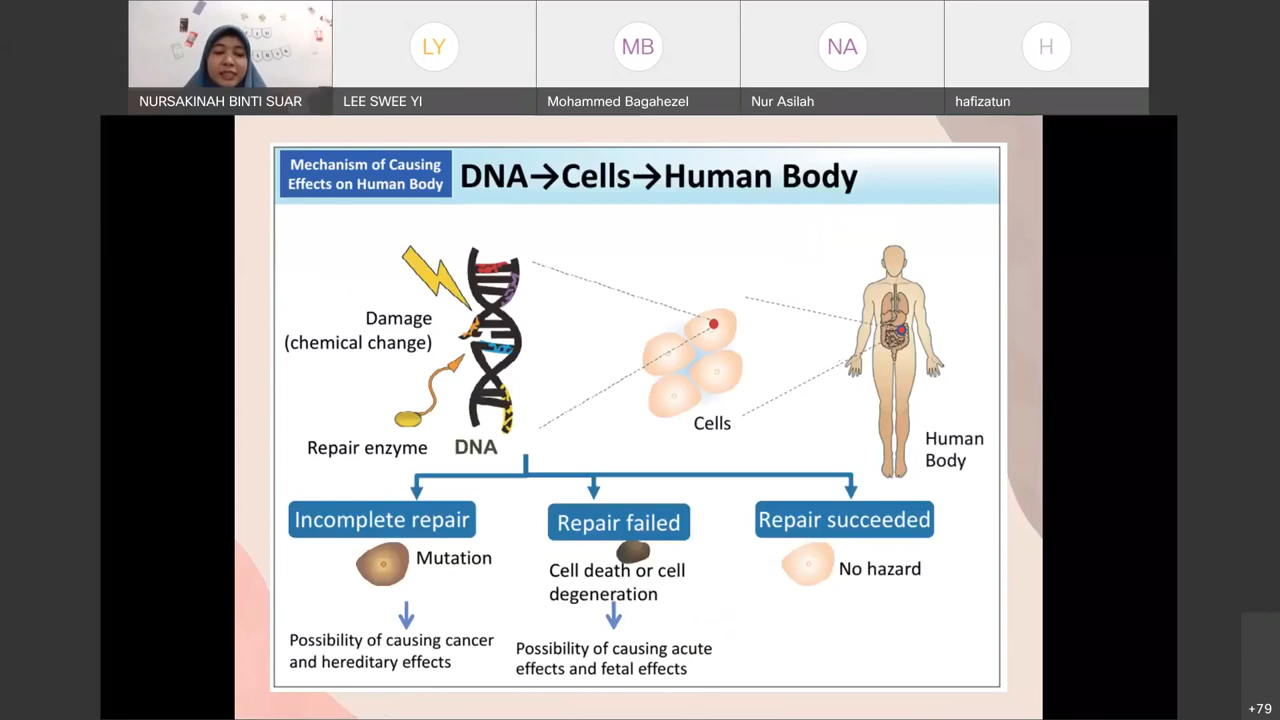 LY
MB
NA
H
NURSAKINAH BINTI SUAR
LEE SWEE YI
Mohammed Bagahezel
Nur Asilah
hafizatun
Mechanism of Causing
Effects on Human Body
DNA→Cells→Human Body
Damage
(chemical change)
Repair enzyme
DNA
Cells
Human
Body
Incomplete repair
Repair failed
Repair succeeded
Mutation
Cell death or cell
degeneration
No hazard
Possibility of causing cancer
and hereditary effects
Possibility of causing acute
effects and fetal effects
+79